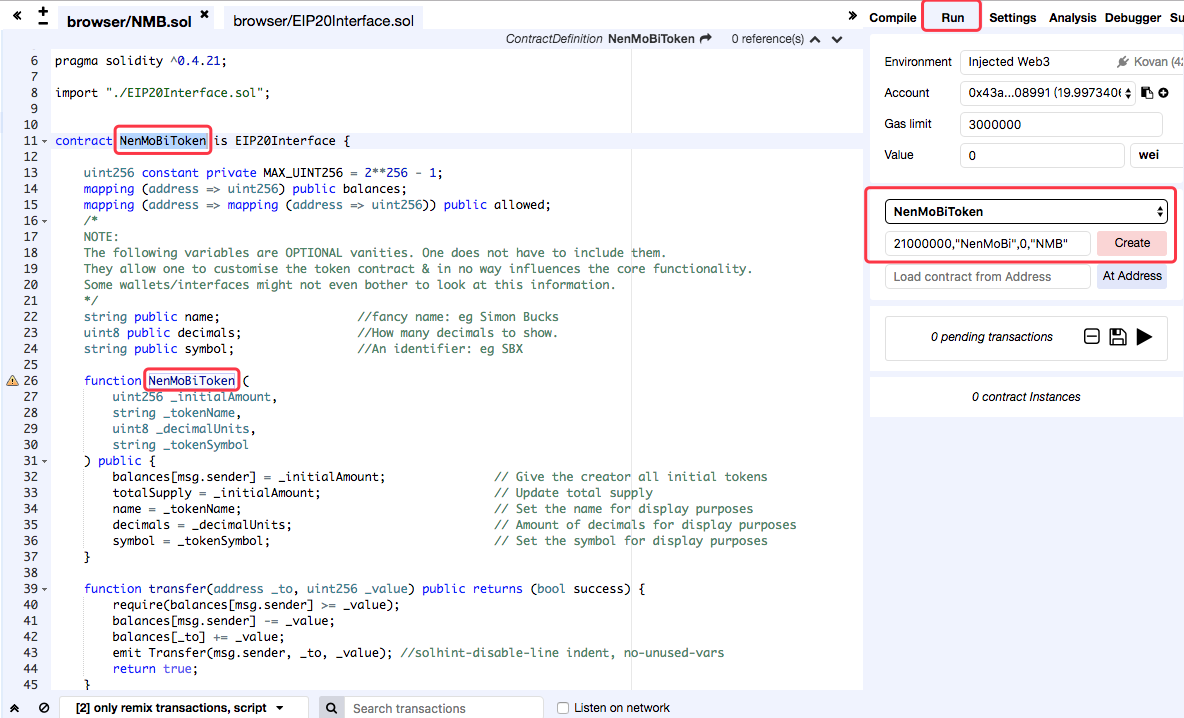 browser/NMB.sol
browser/EIP20Interface.sol
ContractDefinition NenMoBiToken 0 reference(s)
6 pragma solidity ^0.4.21;
7
8 import "./EIP20Interface.sol";
9
10
11 contract NenMoBiToken is EIP20Interface {
12
13 uint256 constant private MAX_UINT256 = 2**256 - 1;
14 mapping (address => uint256) public balances;
15 mapping (address => mapping (address => uint256)) public allowed;
16 /*
17 NOTE:
18 The following variables are OPTIONAL vanities. One does not have to include them.
19 They allow one to customise the token contract & in no way influences the core functionality.
20 Some wallets/interfaces might not even bother to look at this information.
21 */
22 string public name; //fancy name: eg Simon Bucks
23 uint8 public decimals; //How many decimals to show.
24 string public symbol; //An identifier: eg SBX
25
26 function NenMoBiToken (
27 uint256 _initialAmount,
28 string _tokenName,
29 uint8 _decimalUnits,
30 string _tokenSymbol
31 ) public {
32 balances[msg.sender] = _initialAmount; // Give the creator all initial tokens
33 totalSupply = _initialAmount; // Update total supply
34 name = _tokenName; // Set the name for display purposes
35 decimals = _decimalUnits; // Amount of decimals for display purposes
36 symbol = _tokenSymbol; // Set the symbol for display purposes
37 }
38
39 function transfer(address _to, uint256 _value) public returns (bool success) {
40 require(balances[msg.sender] >= _value);
41 balances[msg.sender] -= _value;
42 balances[_to] += _value;
43 emit Transfer(msg.sender, _to, _value); //solhint-disable-line indent, no-unused-vars
44 return true;
45 }
[2] only remix transactions, script
Search transactions
Listen on network
Compile Run Settings Analysis Debugger Su
Environment Injected Web3 Kovan (42
Account 0x43a...08991 (19.9973406
Gas limit 3000000
Value 0 wei
NenMoBiToken
21000000,"NenMoBi",0,"NMB" Create
Load contract from Address At Address
0 pending transactions
0 contract Instances